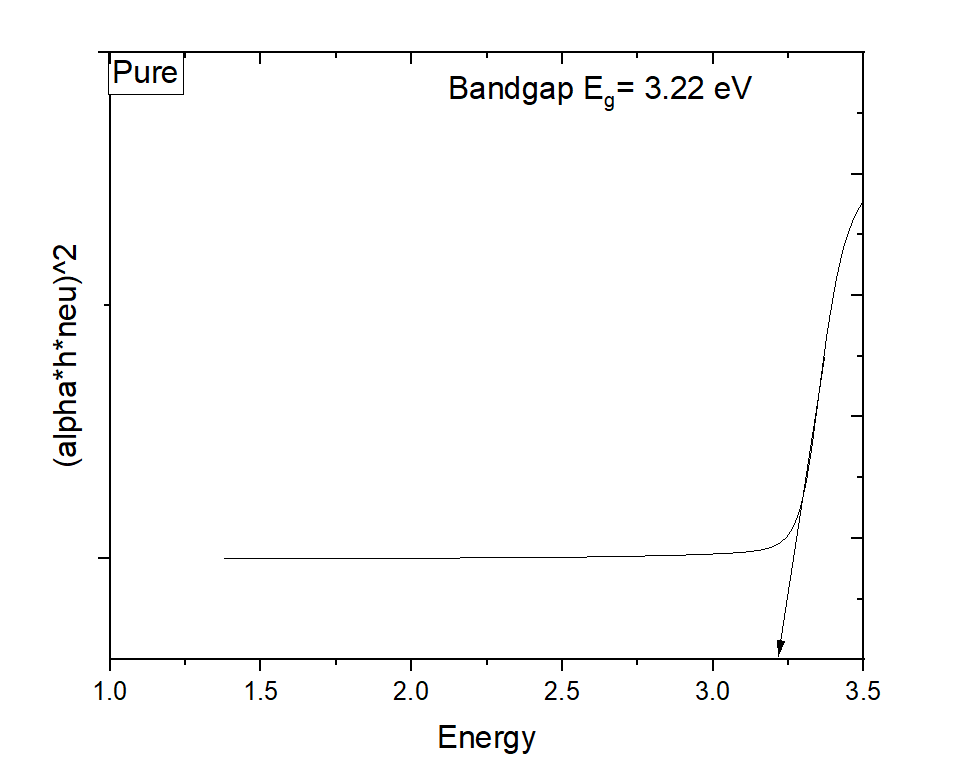 Pure
Bandgap Eg= 3.22 eV
(alpha*h*neu)^2
1.0 1.5 2.0 2.5 3.0 3.5
Energy